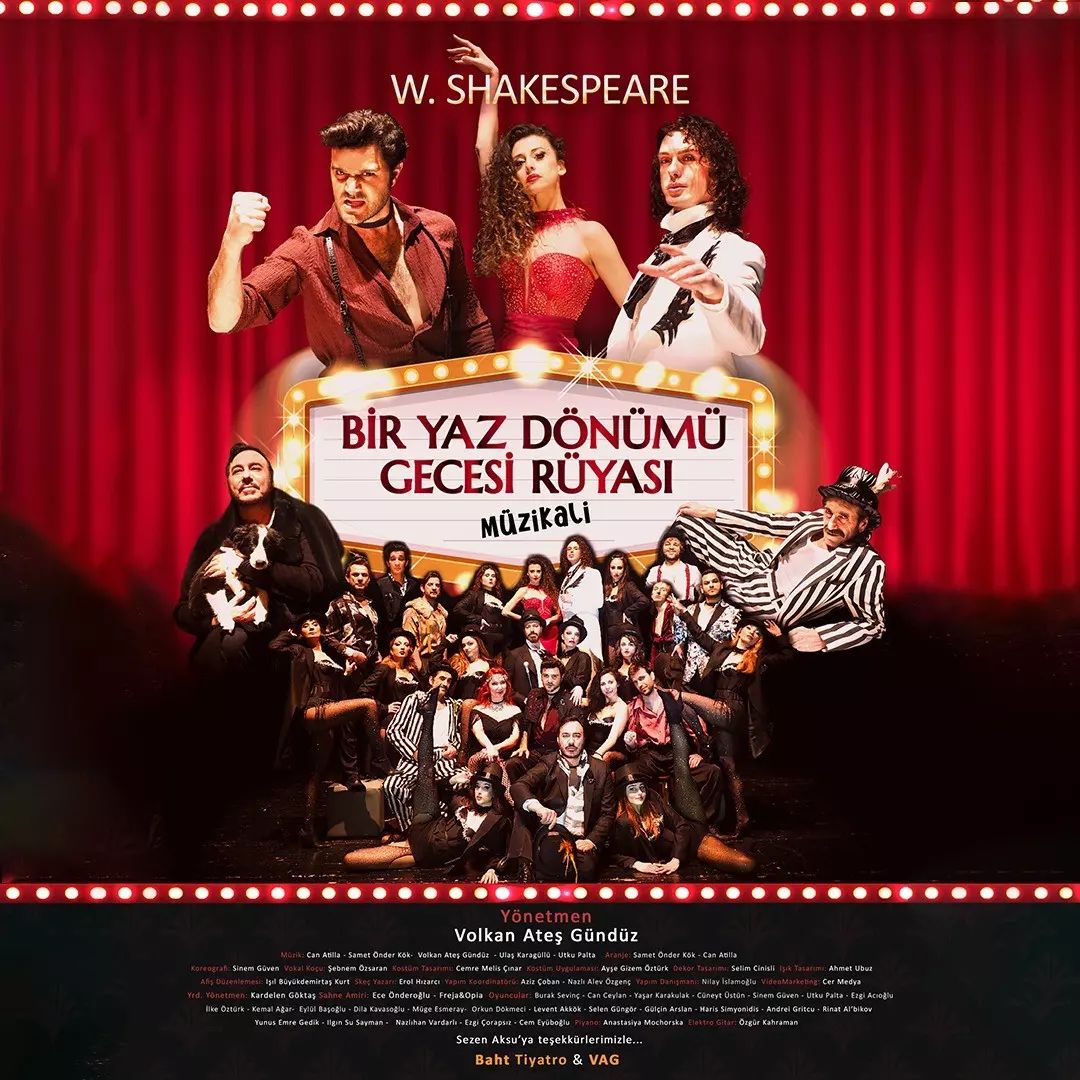 W. SHAKESPEARE
BİR YAZ DÖNÜMÜ
GECESİ RÜYASI
MÜZİKALİ
Yönetmen
Volkan Ateş Gündüz
Müzik: Can Atilla - Samet Önder Kök- Volkan Ateş Gündüz - Ulaş Karagüllü - Utku Palta Aranje: Samet Önder Kök - Can Atilla
Koreografi: Sinem Güven Vokal Koçu: Şebnem Özsaran Kostüm Tasarımı: Cemre Melis Çınar Kostüm Uygulaması: Ayşe Gizem Öztürk Dekor Tasarımı: Selim Cinisli Işık Tasarımı: Ahmet Ubuz
Afiş Düzenlemesi: Işıl Büyükdemirtaş Kurt Skeç Yazarı: Erol Hızarcı Yapım Koordinatörü: Aziz Çoban - Nazlı Alev Özgenç Yapım Danışmanı: Nilay İslamoğlu VideoMarketing: Cer Medya
Yrd. Yönetmen: Kardelen Göktaş Sahne Amiri: Ece Önderoğlu - Freja&Opia Oyuncular: Burak Sevinç - Can Ceylan - Yaşar Karakulak - Cüneyt Üstün - Sinem Güven - Utku Palta - Ezgi Acıoğlu
İlke Öztürk - Kemal Ağar- Eylül Başoğlu - Dila Kavasoğlu - Müge Esmeray- Orkun Dökmeci - Levent Akkök - Selen Güngör - Gülçin Arslan - Haris Simyonidis - Andrei Gritcu - Rinat Al'bikov
Yunus Emre Gedik - Ilgın Su Sayman - Nazlıhan Vardarlı - Ezgi Çorapsız - Cem Eyüboğlu Piyano: Anastasiya Mochorska Elektro Gitar: Özgür Kahraman
Sezen Aksu'ya teşekkürlerimizle...
Baht Tiyatro & VAG